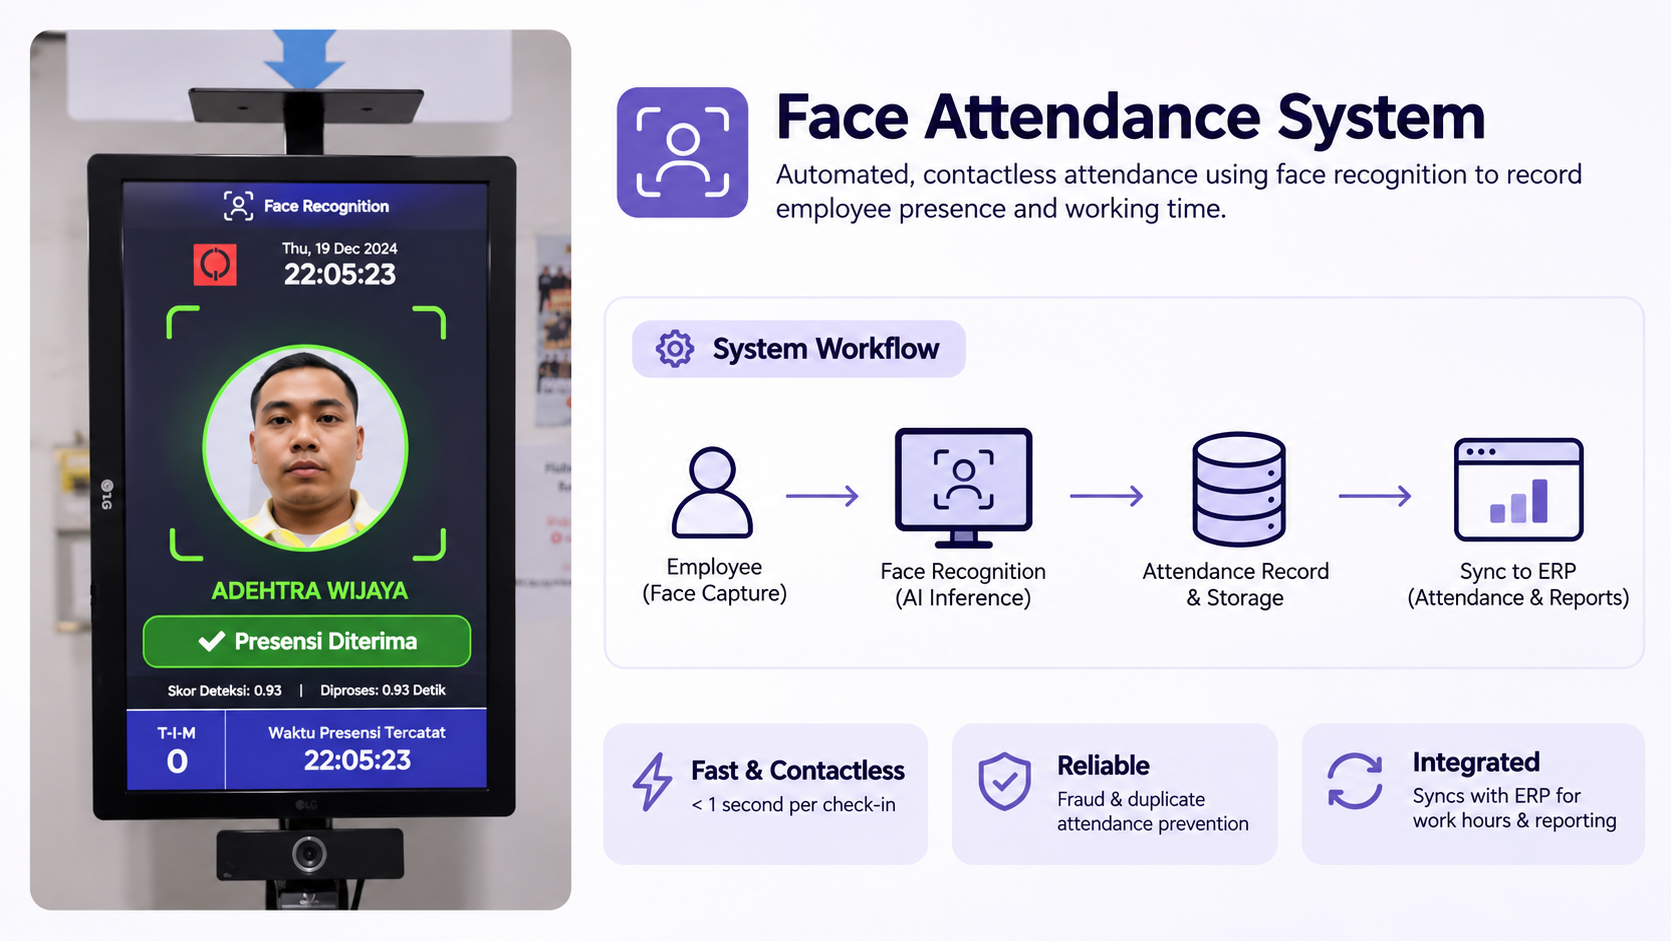 Face Recognition
Thu, 19 Dec 2024
22:05:23
ADEHTRA WIJAYA
Presensi Diterima
Skor Deteksi: 0.93 | Diproses: 0.93 Detik
T-I-M
0
Waktu Presensi Tercatat
22:05:23
LG
LG
Face Attendance System
Automated, contactless attendance using face recognition to record
employee presence and working time.
System Workflow
Employee
(Face Capture)
Face Recognition
(AI Inference)
Attendance Record
& Storage
Sync to ERP
(Attendance & Reports)
Fast & Contactless
< 1 second per check-in
Reliable
Fraud & duplicate
attendance prevention
Integrated
Syncs with ERP for
work hours & reporting